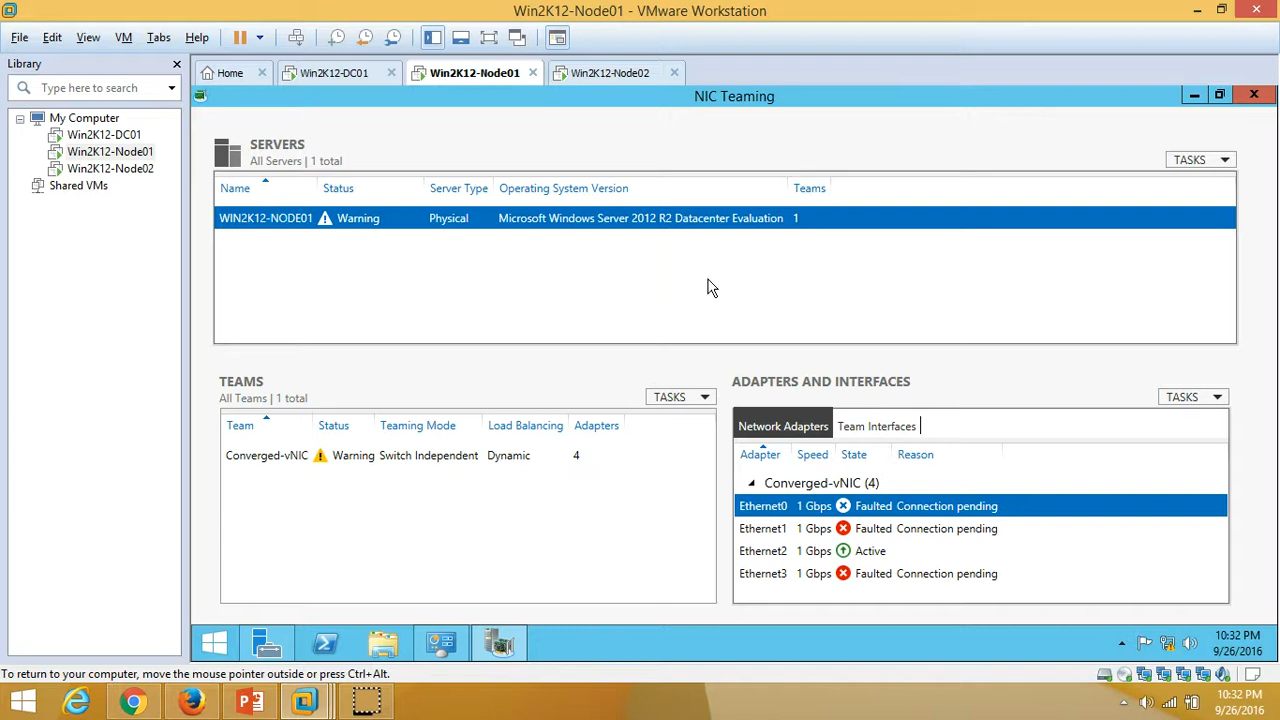 Win2K12-Node01 - VMware Workstation
File Edit View VM Tabs Help
Library
Type here to search
My Computer
Win2K12-DC01
Win2K12-Node01
Win2K12-Node02
Shared VMs
Home Win2K12-DC01 Win2K12-Node01 Win2K12-Node02
NIC Teaming
SERVERS
All Servers | 1 total
TASKS
Name Status Server Type Operating System Version Teams
WIN2K12-NODE01 Warning Physical Microsoft Windows Server 2012 R2 Datacenter Evaluation 1
TEAMS
All Teams | 1 total
TASKS
Team Status Teaming Mode Load Balancing Adapters
Converged-vNIC Warning Switch Independent Dynamic 4
ADAPTERS AND INTERFACES
TASKS
Network Adapters Team Interfaces
Adapter Speed State Reason
Converged-vNIC (4)
Ethernet0 1 Gbps Faulted Connection pending
Ethernet1 1 Gbps Faulted Connection pending
Ethernet2 1 Gbps Active
Ethernet3 1 Gbps Faulted Connection pending
10:32 PM
9/26/2016
To return to your computer, move the mouse pointer outside or press Ctrl+Alt.
10:32 PM
9/26/2016